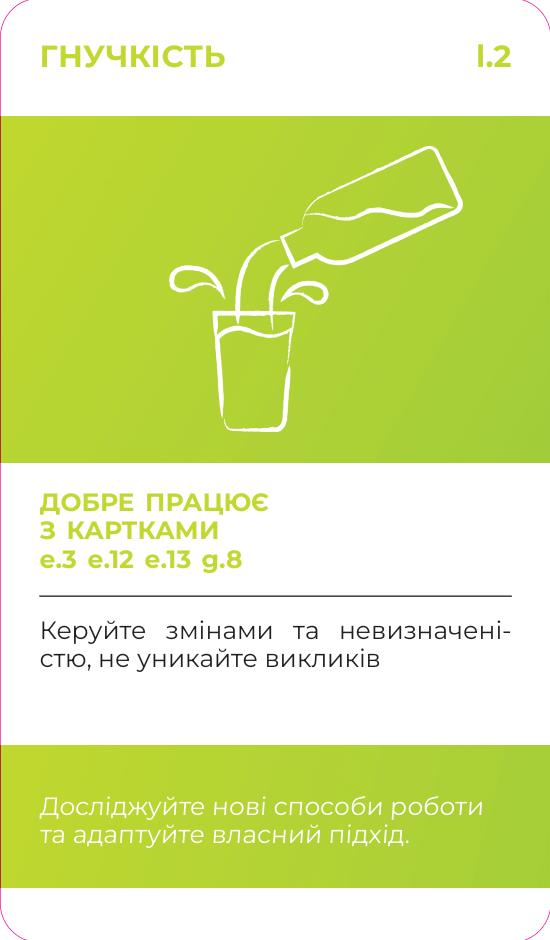 ГНУЧКІСТЬ l.2
ДОБРЕ ПРАЦЮЄ
З КАРТКАМИ
e.3 e.12 e.13 g.8
Керуйте змінами та невизначені-
стю, не уникайте викликів
Досліджуйте нові способи роботи
та адаптуйте власний підхід.